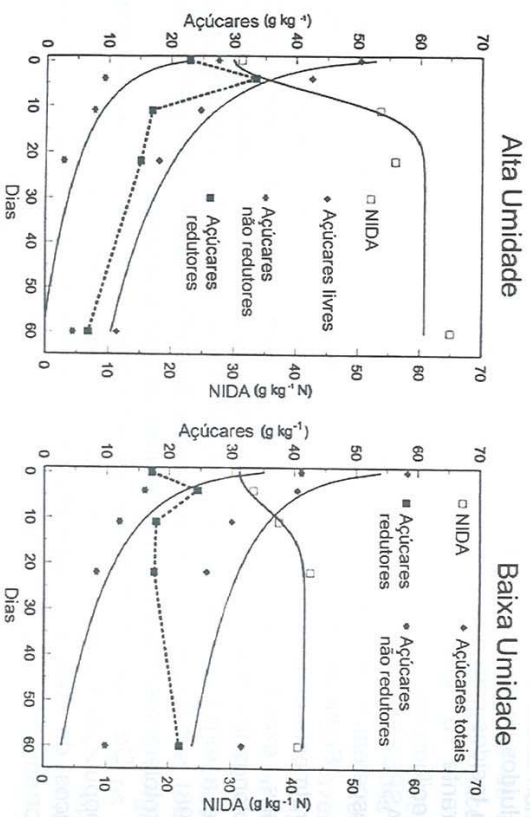 Alta Umidade
Açúcares (g kg⁻¹)
0 10 20 30 40 50 60 70
0 10 20 30 40 50 60
Dias
0 10 20 30 40 50 60 70
NIDA (g kg⁻¹ N)
NIDA
Açúcares livres
Açúcares
não redutores
Açúcares
redutores
Baixa Umidade
Açúcares (g kg⁻¹)
0 10 20 30 40 50 60 70
0 10 20 30 40 50 60
Dias
0 10 20 30 40 50 60 70
NIDA (g kg⁻¹ N)
NIDA
Açúcares totais
Açúcares
redutores
Açúcares
não redutores